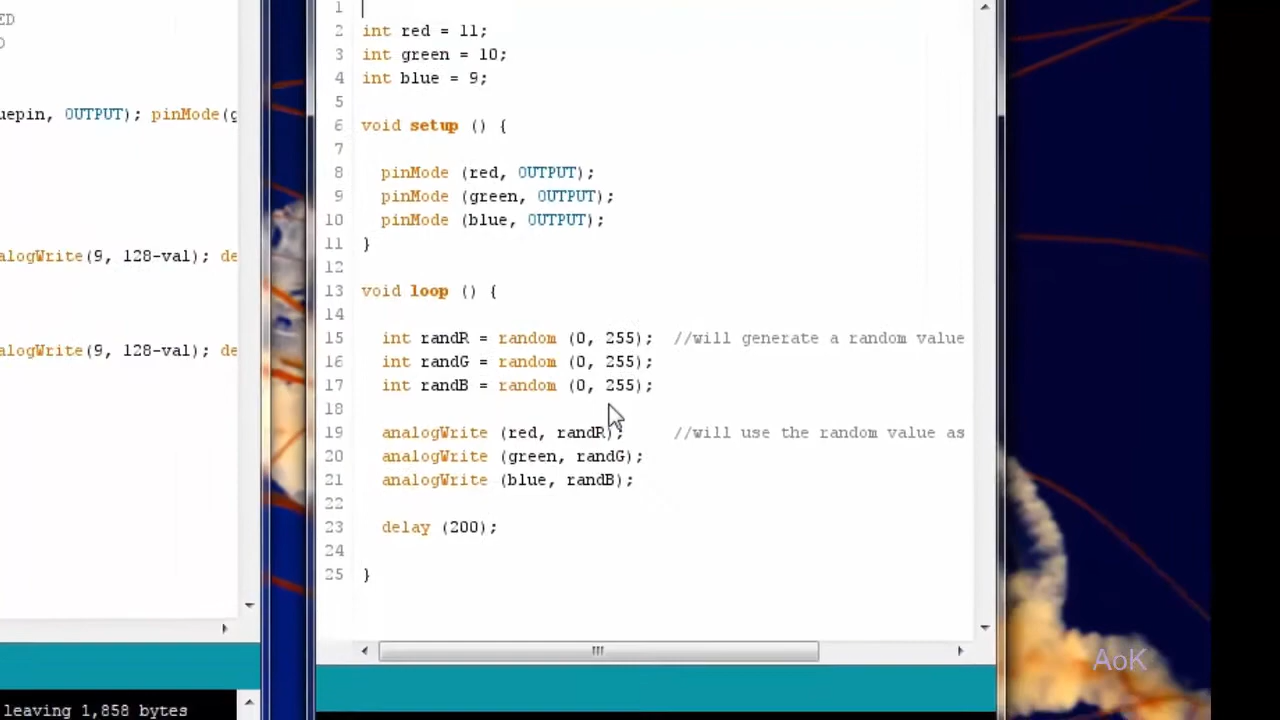 ED
D
uepin, OUTPUT); pinMode(g
alogWrite(9, 128-val); de
alogWrite(9, 128-val); de
leaving 1,858 bytes
1
2 int red = 11;
3 int green = 10;
4 int blue = 9;
5
6 void setup () {
7
8 pinMode (red, OUTPUT);
9 pinMode (green, OUTPUT);
10 pinMode (blue, OUTPUT);
11 }
12
13 void loop () {
14
15 int randR = random (0, 255); //will generate a random value
16 int randG = random (0, 255);
17 int randB = random (0, 255);
18
19 analogWrite (red, randR); //will use the random value as
20 analogWrite (green, randG);
21 analogWrite (blue, randB);
22
23 delay (200);
24
25 }
AoK